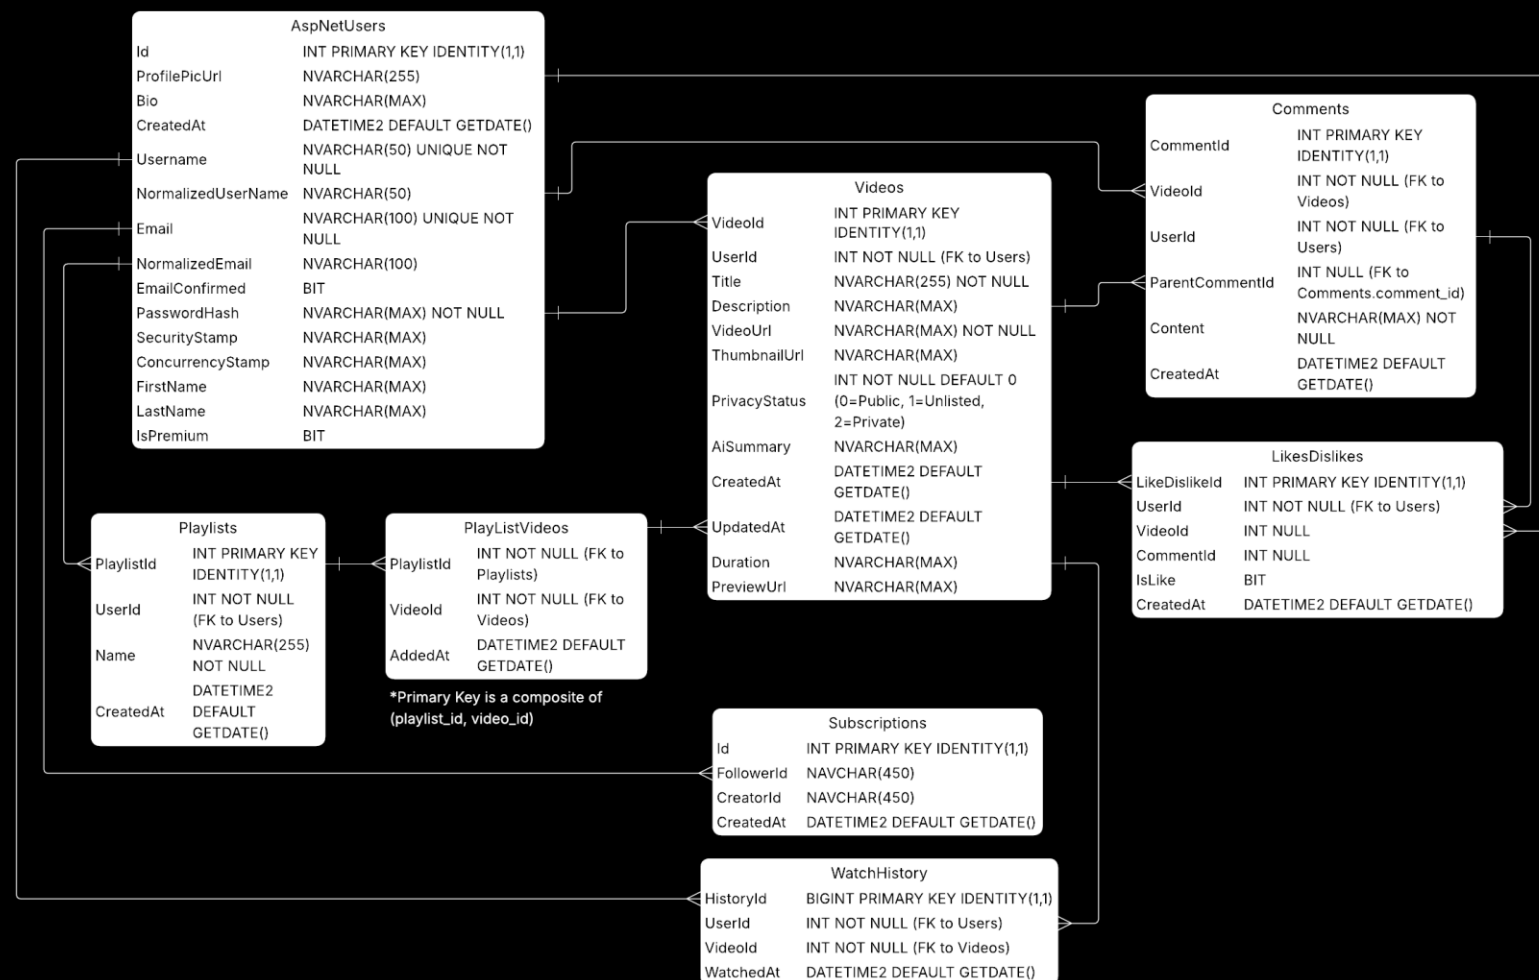 AspNetUsers
Id INT PRIMARY KEY IDENTITY(1,1)
ProfilePicUrl NVARCHAR(255)
Bio NVARCHAR(MAX)
CreatedAt DATETIME2 DEFAULT GETDATE()
Username NVARCHAR(50) UNIQUE NOT
NULL
NormalizedUserName NVARCHAR(50)
Email NVARCHAR(100) UNIQUE NOT
NULL
NormalizedEmail NVARCHAR(100)
EmailConfirmed BIT
PasswordHash NVARCHAR(MAX) NOT NULL
SecurityStamp NVARCHAR(MAX)
ConcurrencyStamp NVARCHAR(MAX)
FirstName NVARCHAR(MAX)
LastName NVARCHAR(MAX)
IsPremium BIT
Videos
VideoId INT PRIMARY KEY
IDENTITY(1,1)
UserId INT NOT NULL (FK to Users)
Title NVARCHAR(255) NOT NULL
Description NVARCHAR(MAX)
VideoUrl NVARCHAR(MAX) NOT NULL
ThumbnailUrl NVARCHAR(MAX)
PrivacyStatus INT NOT NULL DEFAULT 0
(0=Public, 1=Unlisted,
2=Private)
AiSummary NVARCHAR(MAX)
CreatedAt DATETIME2 DEFAULT
GETDATE()
UpdatedAt DATETIME2 DEFAULT
GETDATE()
Duration NVARCHAR(MAX)
PreviewUrl NVARCHAR(MAX)
Comments
CommentId INT PRIMARY KEY
IDENTITY(1,1)
VideoId INT NOT NULL (FK to
Videos)
UserId INT NOT NULL (FK to
Users)
ParentCommentId INT NULL (FK to
Comments.comment_id)
Content NVARCHAR(MAX) NOT
NULL
CreatedAt DATETIME2 DEFAULT
GETDATE()
LikesDislikes
LikeDislikeId INT PRIMARY KEY IDENTITY(1,1)
UserId INT NOT NULL (FK to Users)
VideoId INT NULL
CommentId INT NULL
IsLike BIT
CreatedAt DATETIME2 DEFAULT GETDATE()
Playlists
PlaylistId INT PRIMARY KEY
IDENTITY(1,1)
UserId INT NOT NULL
(FK to Users)
Name NVARCHAR(255)
NOT NULL
CreatedAt DATETIME2
DEFAULT
GETDATE()
PlayListVideos
PlaylistId INT NOT NULL (FK to
Playlists)
VideoId INT NOT NULL (FK to
Videos)
AddedAt DATETIME2 DEFAULT
GETDATE()
*Primary Key is a composite of
(playlist_id, video_id)
Subscriptions
Id INT PRIMARY KEY IDENTITY(1,1)
FollowerId NAVCHAR(450)
CreatorId NAVCHAR(450)
CreatedAt DATETIME2 DEFAULT GETDATE()
WatchHistory
HistoryId BIGINT PRIMARY KEY IDENTITY(1,1)
UserId INT NOT NULL (FK to Users)
VideoId INT NOT NULL (FK to Videos)
WatchedAt DATETIME2 DEFAULT GETDATE()